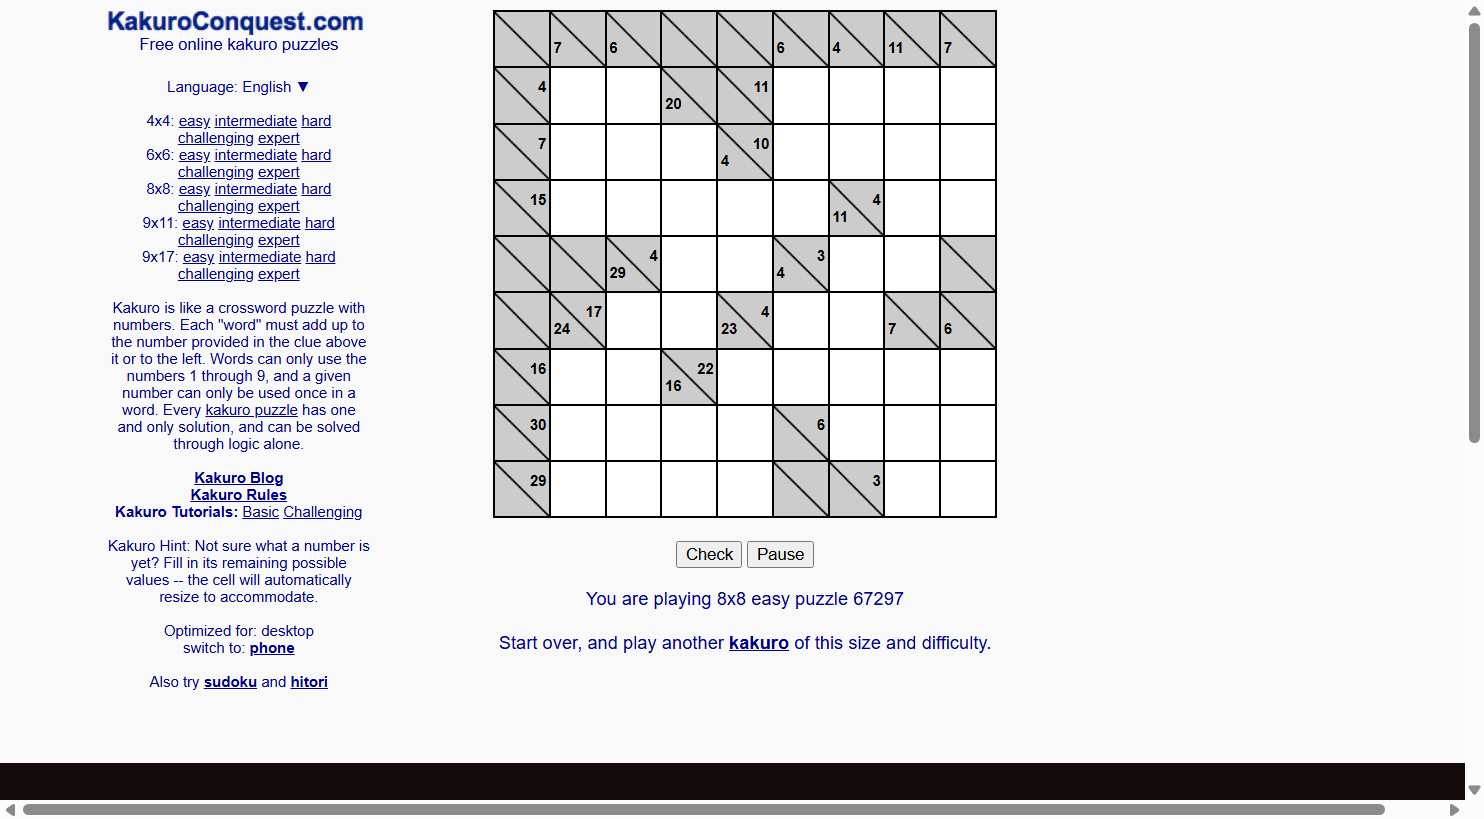 KakuroConquest.com
Free online kakuro puzzles
Language: English ▼
4x4: easy intermediate hard
challenging expert
6x6: easy intermediate hard
challenging expert
8x8: easy intermediate hard
challenging expert
9x11: easy intermediate hard
challenging expert
9x17: easy intermediate hard
challenging expert
Kakuro is like a crossword puzzle with
numbers. Each "word" must add up to
the number provided in the clue above
it or to the left. Words can only use the
numbers 1 through 9, and a given
number can only be used once in a
word. Every kakuro puzzle has one
and only solution, and can be solved
through logic alone.
Kakuro Blog
Kakuro Rules
Kakuro Tutorials: Basic Challenging
Kakuro Hint: Not sure what a number is
yet? Fill in its remaining possible
values -- the cell will automatically
resize to accommodate.
Optimized for: desktop
switch to: phone
Also try sudoku and hitori
7 6 6 4 11 7
4 20 11
7 4 10
15 11 4
29 4 4 3
24 17 23 4 7 6
16 16 22
30 6
29 3
Check Pause
You are playing 8x8 easy puzzle 67297
Start over, and play another kakuro of this size and difficulty.